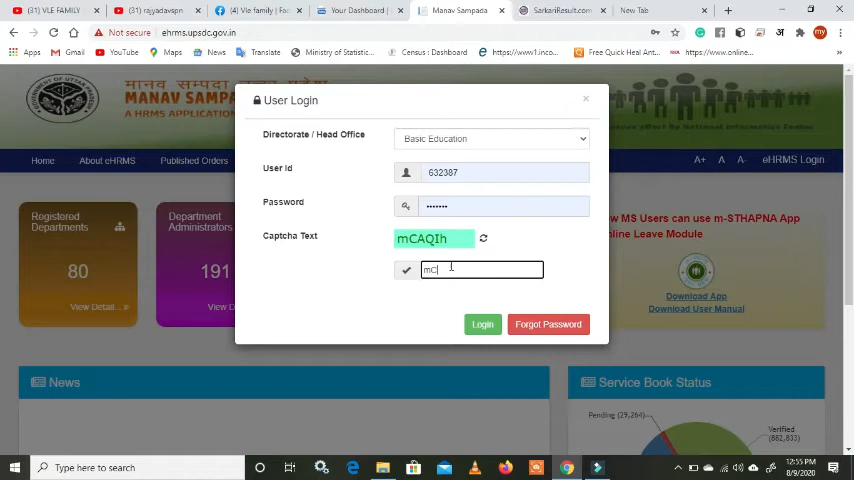 (31) VLE FAMILY
(31) rajyadavspn
(4) Vle family | Fac
Your Dashboard |
Manav Sampada
SarkariResult.com
New Tab
Not secure | ehrms.upsdc.gov.in
Apps
Gmail
YouTube
Maps
News
Translate
Ministry of Statistic...
Census : Dashboard
https://www1.inco...
Free Quick Heal Ant...
https://www.online...
मानव सम्पदा
MANAV SAMPA
A HRMS APPLICATION
Home
About eHRMS
Published Orders
A+
A
A-
eHRMS Login
User Login
Directorate / Head Office
Basic Education
User Id
632387
Password
•••••••
Captcha Text
mCAQIh
mC
Login
Forgot Password
Registered
Departments
80
View Detail... »
Department
Administrators
191
View D
MS Users can use m-STHAPNA App
nline Leave Module
Download App
Download User Manual
News
Service Book Status
Pending (29,264)
Verified
(882,833)
Type here to search
12:55 PM
8/9/2020